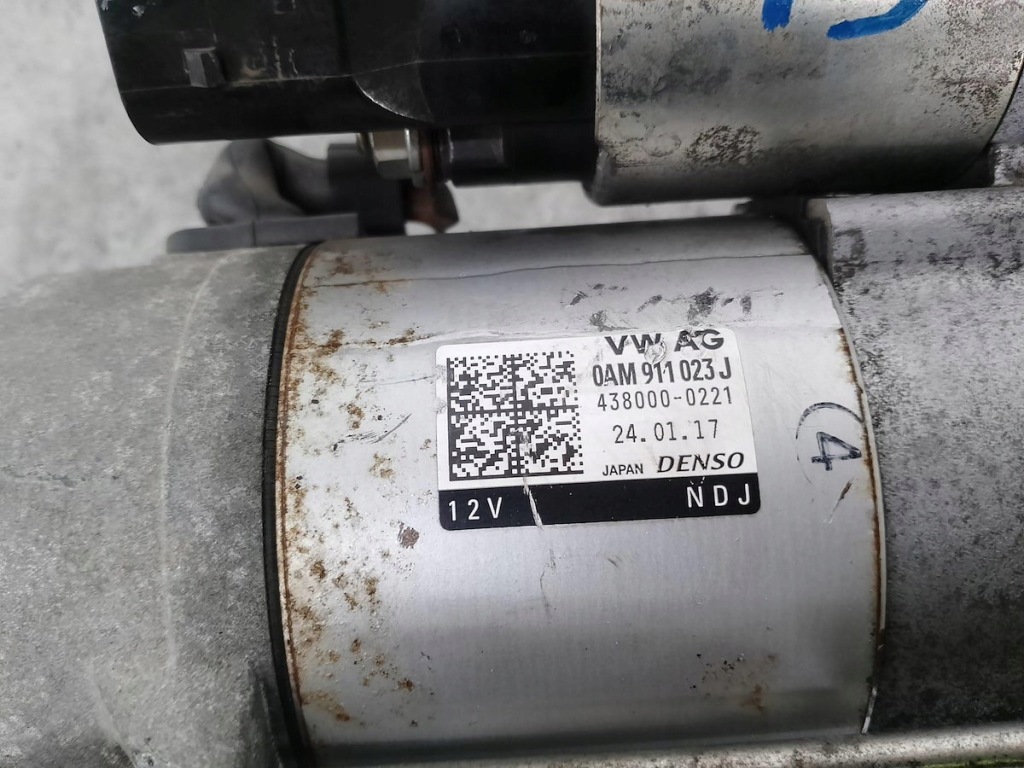 VW AG
0AM 911 023 J
438000-0221
24.01.17
JAPAN DENSO
12V NDJ
4